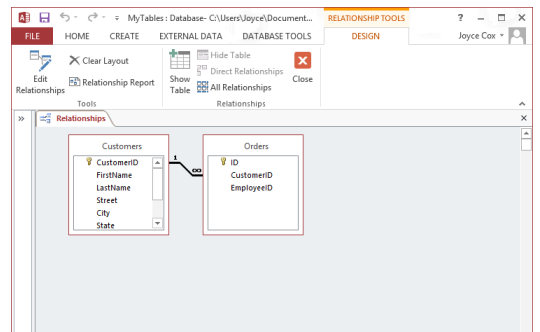 MyTables : Database- C:\Users\Joyce\Document...
RELATIONSHIP TOOLS
?
FILE HOME CREATE EXTERNAL DATA DATABASE TOOLS DESIGN Joyce Cox
Edit Relationships
Clear Layout
Relationship Report
Tools
Show Table
Hide Table
Direct Relationships
All Relationships
Close
Relationships
» Relationships
Customers
CustomerID
FirstName
LastName
Street
City
State
1
∞
Orders
ID
CustomerID
EmployeeID